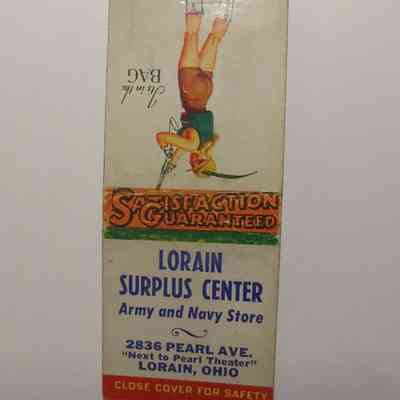 It's in the
BAG
SATISFACTION
GUARANTEED
LORAIN
SURPLUS CENTER
Army and Navy Store
2836 PEARL AVE.
"Next to Pearl Theater"
LORAIN, OHIO
CLOSE COVER FOR SAFETY